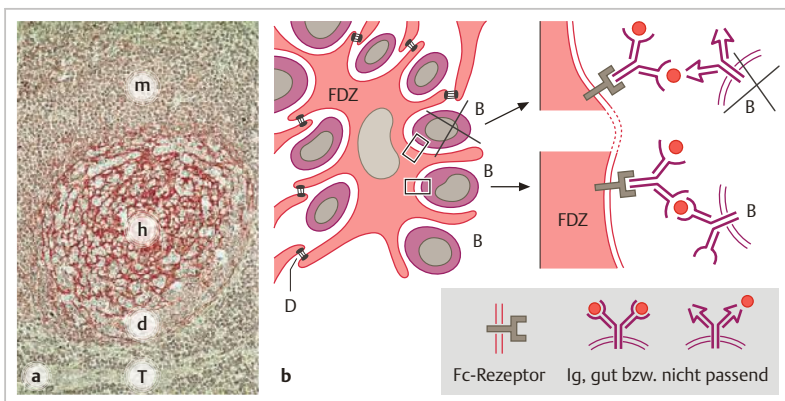 m
h
d
a
T
b
FDZ
B
B
D
B
FDZ
B
Fc-Rezeptor
Ig, gut bzw. nicht passend